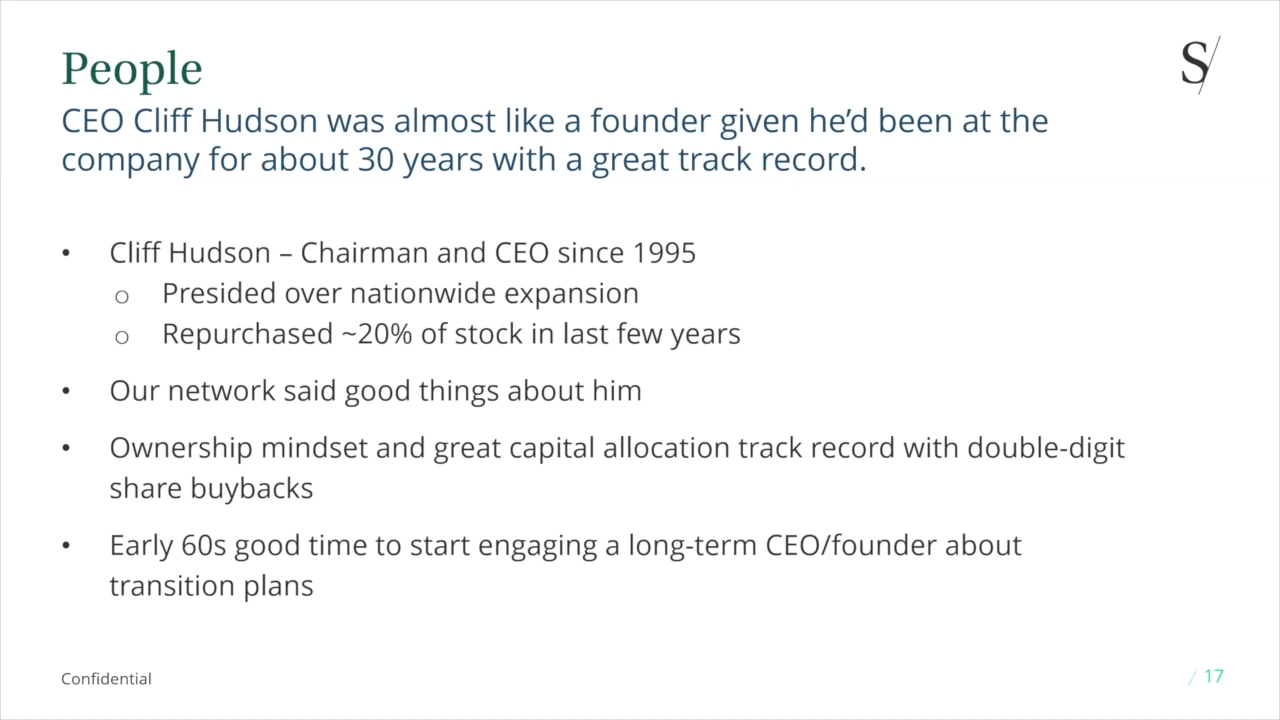 People
S/
CEO Cliff Hudson was almost like a founder given he’d been at the
company for about 30 years with a great track record.
• Cliff Hudson – Chairman and CEO since 1995
o Presided over nationwide expansion
o Repurchased ~20% of stock in last few years
• Our network said good things about him
• Ownership mindset and great capital allocation track record with double-digit
share buybacks
• Early 60s good time to start engaging a long-term CEO/founder about
transition plans
Confidential
/ 17